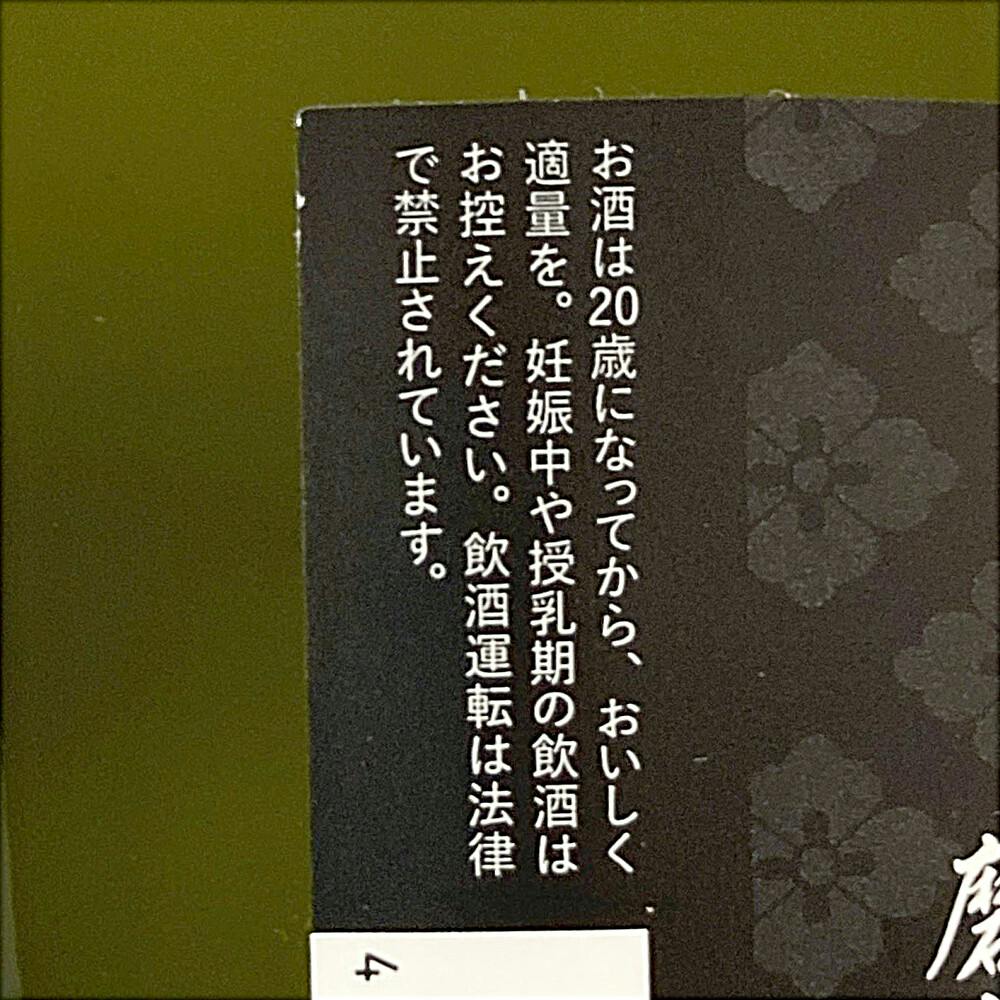 お酒は20歳になってから、おいしく
適量を。妊娠中や授乳期の飲酒は
お控えください。飲酒運転は法律
で禁止されています。
磨
4